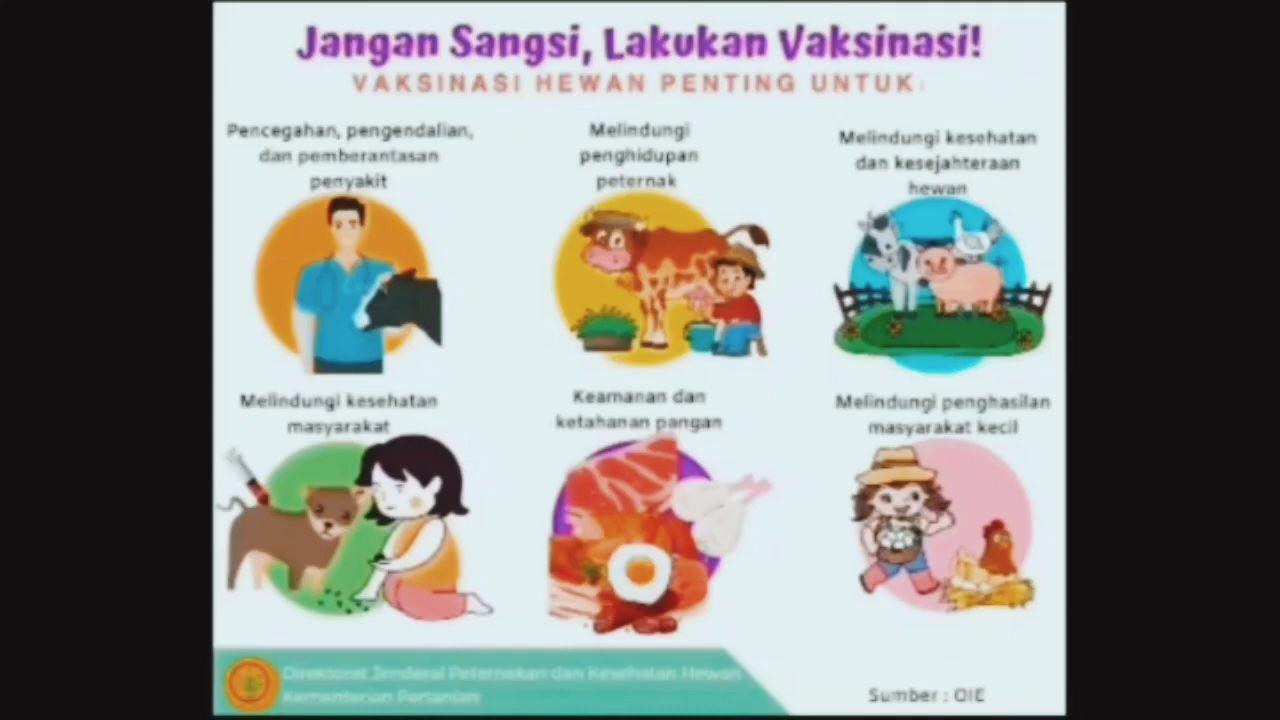 Jangan Sangsi, Lakukan Vaksinasi!
VAKSINASI HEWAN PENTING UNTUK:
Pencegahan, pengendalian,
dan pemberantasan
penyakit
Melindungi
penghidupan
peternak
Melindungi kesehatan
dan kesejahteraan
hewan
Melindungi kesehatan
masyarakat
Keamanan dan
ketahanan pangan
Melindungi penghasilan
masyarakat kecil
Direktorat Jenderal Peternakan dan Kesehatan Hewan
Kementerian Pertanian
Sumber : OIE